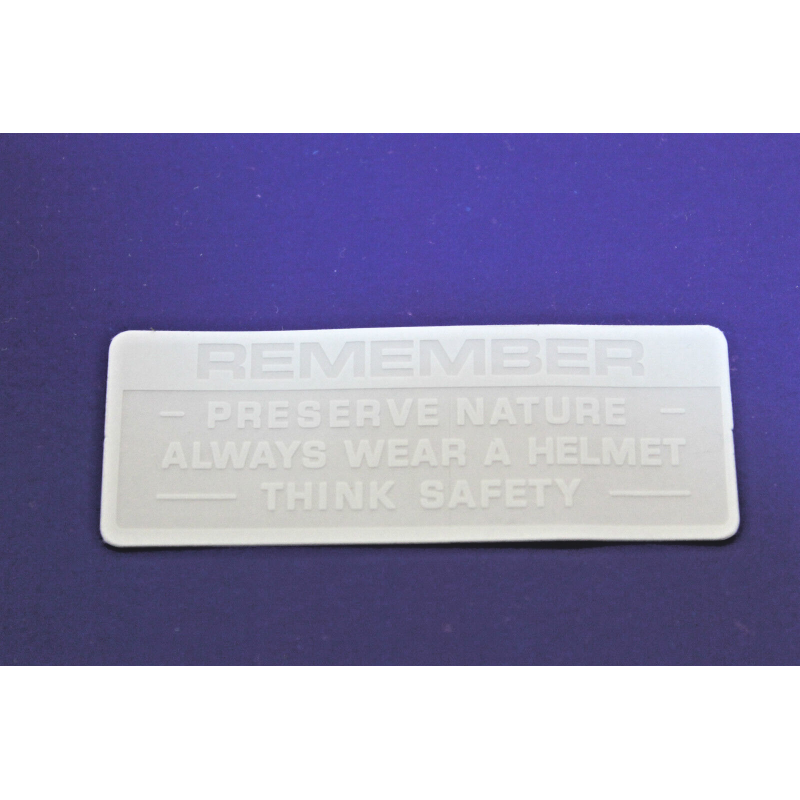 REMEMBER
— PRESERVE NATURE —
ALWAYS WEAR A HELMET
— THINK SAFETY —